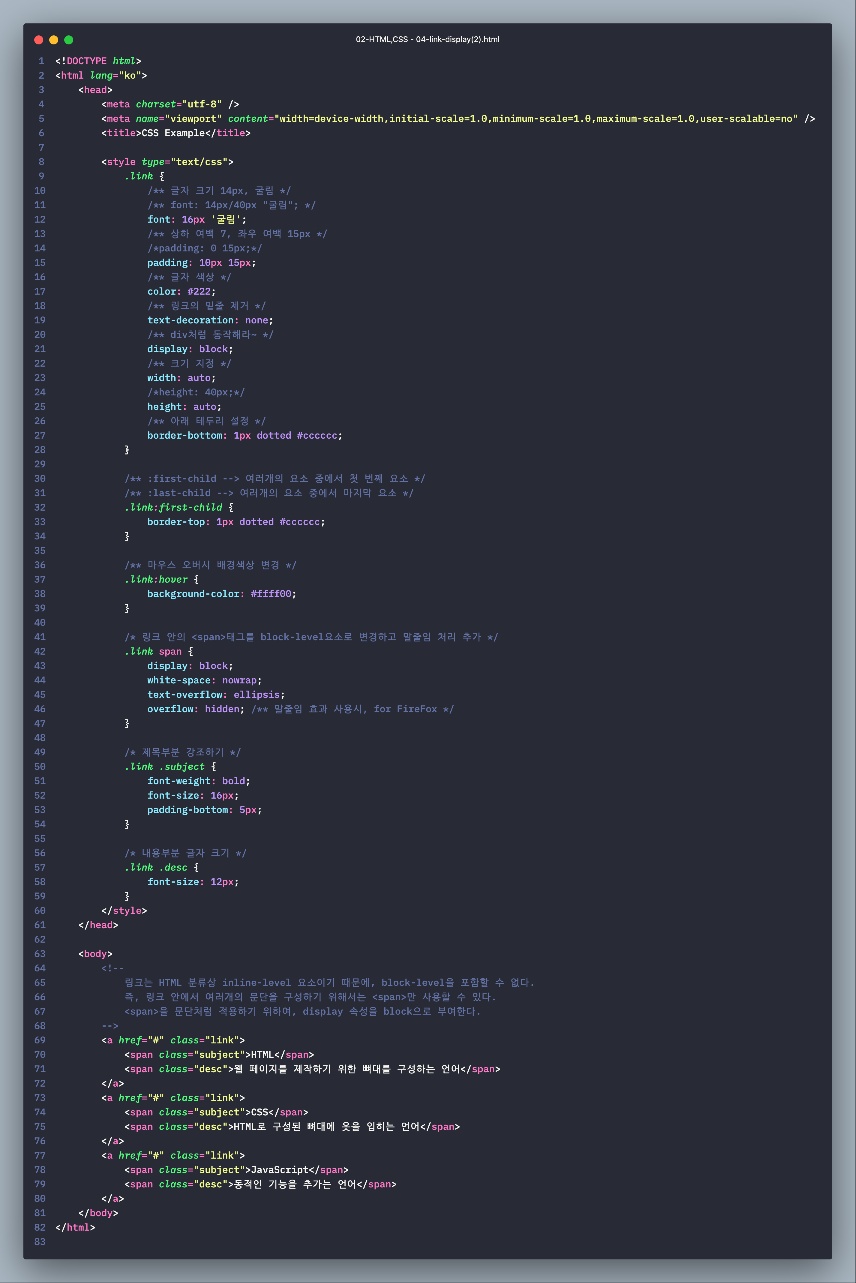 02-HTML,CSS - 04-link-display(2).html
1 <!DOCTYPE html>
2 <html lang="ko">
3     <head>
4         <meta charset="utf-8" />
5         <meta name="viewport" content="width=device-width,initial-scale=1.0,minimum-scale=1.0,maximum-scale=1.0,user-scalable=no" />
6         <title>CSS Example</title>
7
8         <style type="text/css">
9             .link {
10                 /** 글자 크기 14px, 굴림 */
11                 /** font: 14px/40px "굴림"; */
12                 font: 16px '굴림';
13                 /** 상하 여백 7, 좌우 여백 15px */
14                 /*padding: 0 15px;*/
15                 padding: 10px 15px;
16                 /** 글자 색상 */
17                 color: #222;
18                 /** 링크의 밑줄 제거 */
19                 text-decoration: none;
20                 /** div처럼 동작해라~ */
21                 display: block;
22                 /** 크기 지정 */
23                 width: auto;
24                 /*height: 40px;*/
25                 height: auto;
26                 /** 아래 테두리 설정 */
27                 border-bottom: 1px dotted #cccccc;
28             }
29
30             /** :first-child --> 여러개의 요소 중에서 첫 번째 요소 */
31             /** :last-child --> 여러개의 요소 중에서 마지막 요소 */
32             .link:first-child {
33                 border-top: 1px dotted #cccccc;
34             }
35
36             /** 마우스 오버시 배경색상 변경 */
37             .link:hover {
38                 background-color: #ffff00;
39             }
40
41             /* 링크 안의 <span>태그를 block-level요소로 변경하고 말줄임 처리 추가 */
42             .link span {
43                 display: block;
44                 white-space: nowrap;
45                 text-overflow: ellipsis;
46                 overflow: hidden; /** 말줄임 효과 사용시, for FireFox */
47             }
48
49             /* 제목부분 강조하기 */
50             .link .subject {
51                 font-weight: bold;
52                 font-size: 16px;
53                 padding-bottom: 5px;
54             }
55
56             /* 내용부분 글자 크기 */
57             .link .desc {
58                 font-size: 12px;
59             }
60         </style>
61     </head>
62
63     <body>
64         <!--
65             링크는 HTML 분류상 inline-level 요소이기 때문에, block-level을 포함할 수 없다.
66             즉, 링크 안에서 여러개의 문단을 구성하기 위해서는 <span>만 사용할 수 있다.
67             <span>을 문단처럼 적용하기 위하여, display 속성을 block으로 부여한다.
68         -->
69         <a href="#" class="link">
70             <span class="subject">HTML</span>
71             <span class="desc">웹 페이지를 제작하기 위한 뼈대를 구성하는 언어</span>
72         </a>
73         <a href="#" class="link">
74             <span class="subject">CSS</span>
75             <span class="desc">HTML로 구성된 뼈대에 옷을 입히는 언어</span>
76         </a>
77         <a href="#" class="link">
78             <span class="subject">JavaScript</span>
79             <span class="desc">동적인 기능을 추가는 언어</span>
80         </a>
81     </body>
82 </html>
83